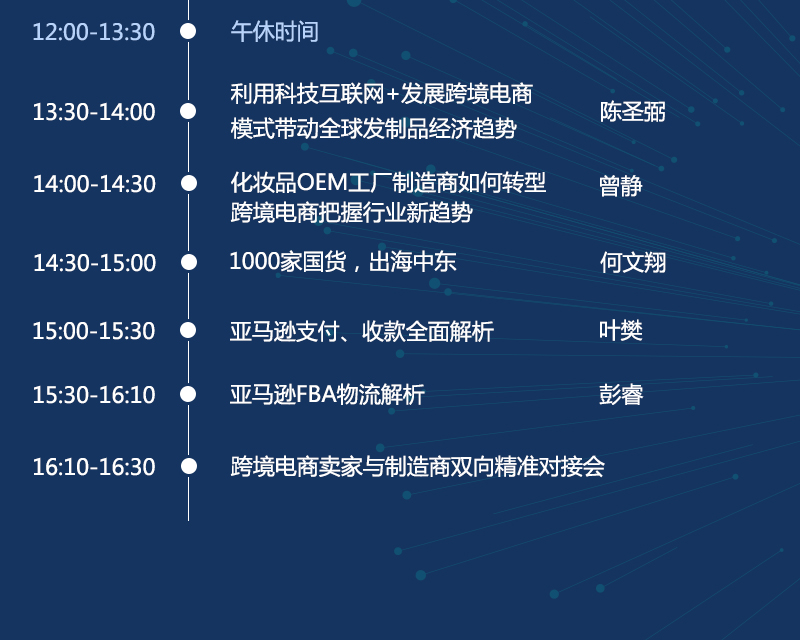 12:00-13:30 午休时间
利用科技互联网+发展跨境电商
13:30-14:00 陈圣弼
模式带动全球发制品经济趋势
14:00-14:30 化妆品OEM工厂制造商如何转型 曾静
跨境电商把握行业新趋势
14:30-15:00 1000家国货，出海中东 何文翔
15:00-15:30 亚马逊支付、收款全面解析 叶樊
15:30-16:10 亚马逊FBA物流解析 彭睿
16:10-16:30 跨境电商卖家与制造商双向精准对接会